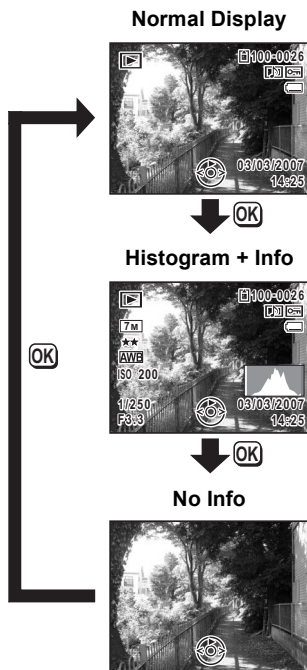 Normal Display
100-0026
03/03/2007
14:25
OK
Histogram + Info
100-0026
7M
AWB
ISO 200
1/250
F3.3
03/03/2007
14:25
OK
OK
No Info